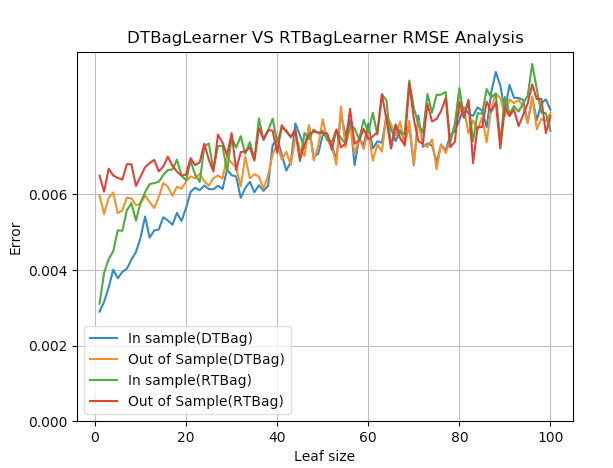 DTBagLearner VS RTBagLearner RMSE Analysis
Error
0.006
0.004
0.002
0.000
In sample(DTBag)
Out of Sample(DTBag)
In sample(RTBag)
Out of Sample(RTBag)
0 20 40 60 80 100
Leaf size